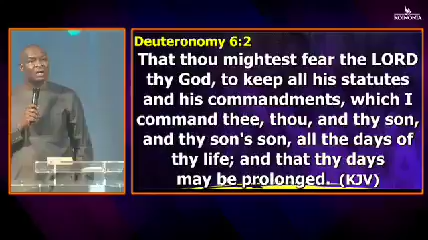 KOINONIA
Deuteronomy 6:2
That thou mightest fear the LORD
thy God, to keep all his statutes
and his commandments, which I
command thee, thou, and thy son,
and thy son's son, all the days of
thy life; and that thy days
may be prolonged. (KJV)